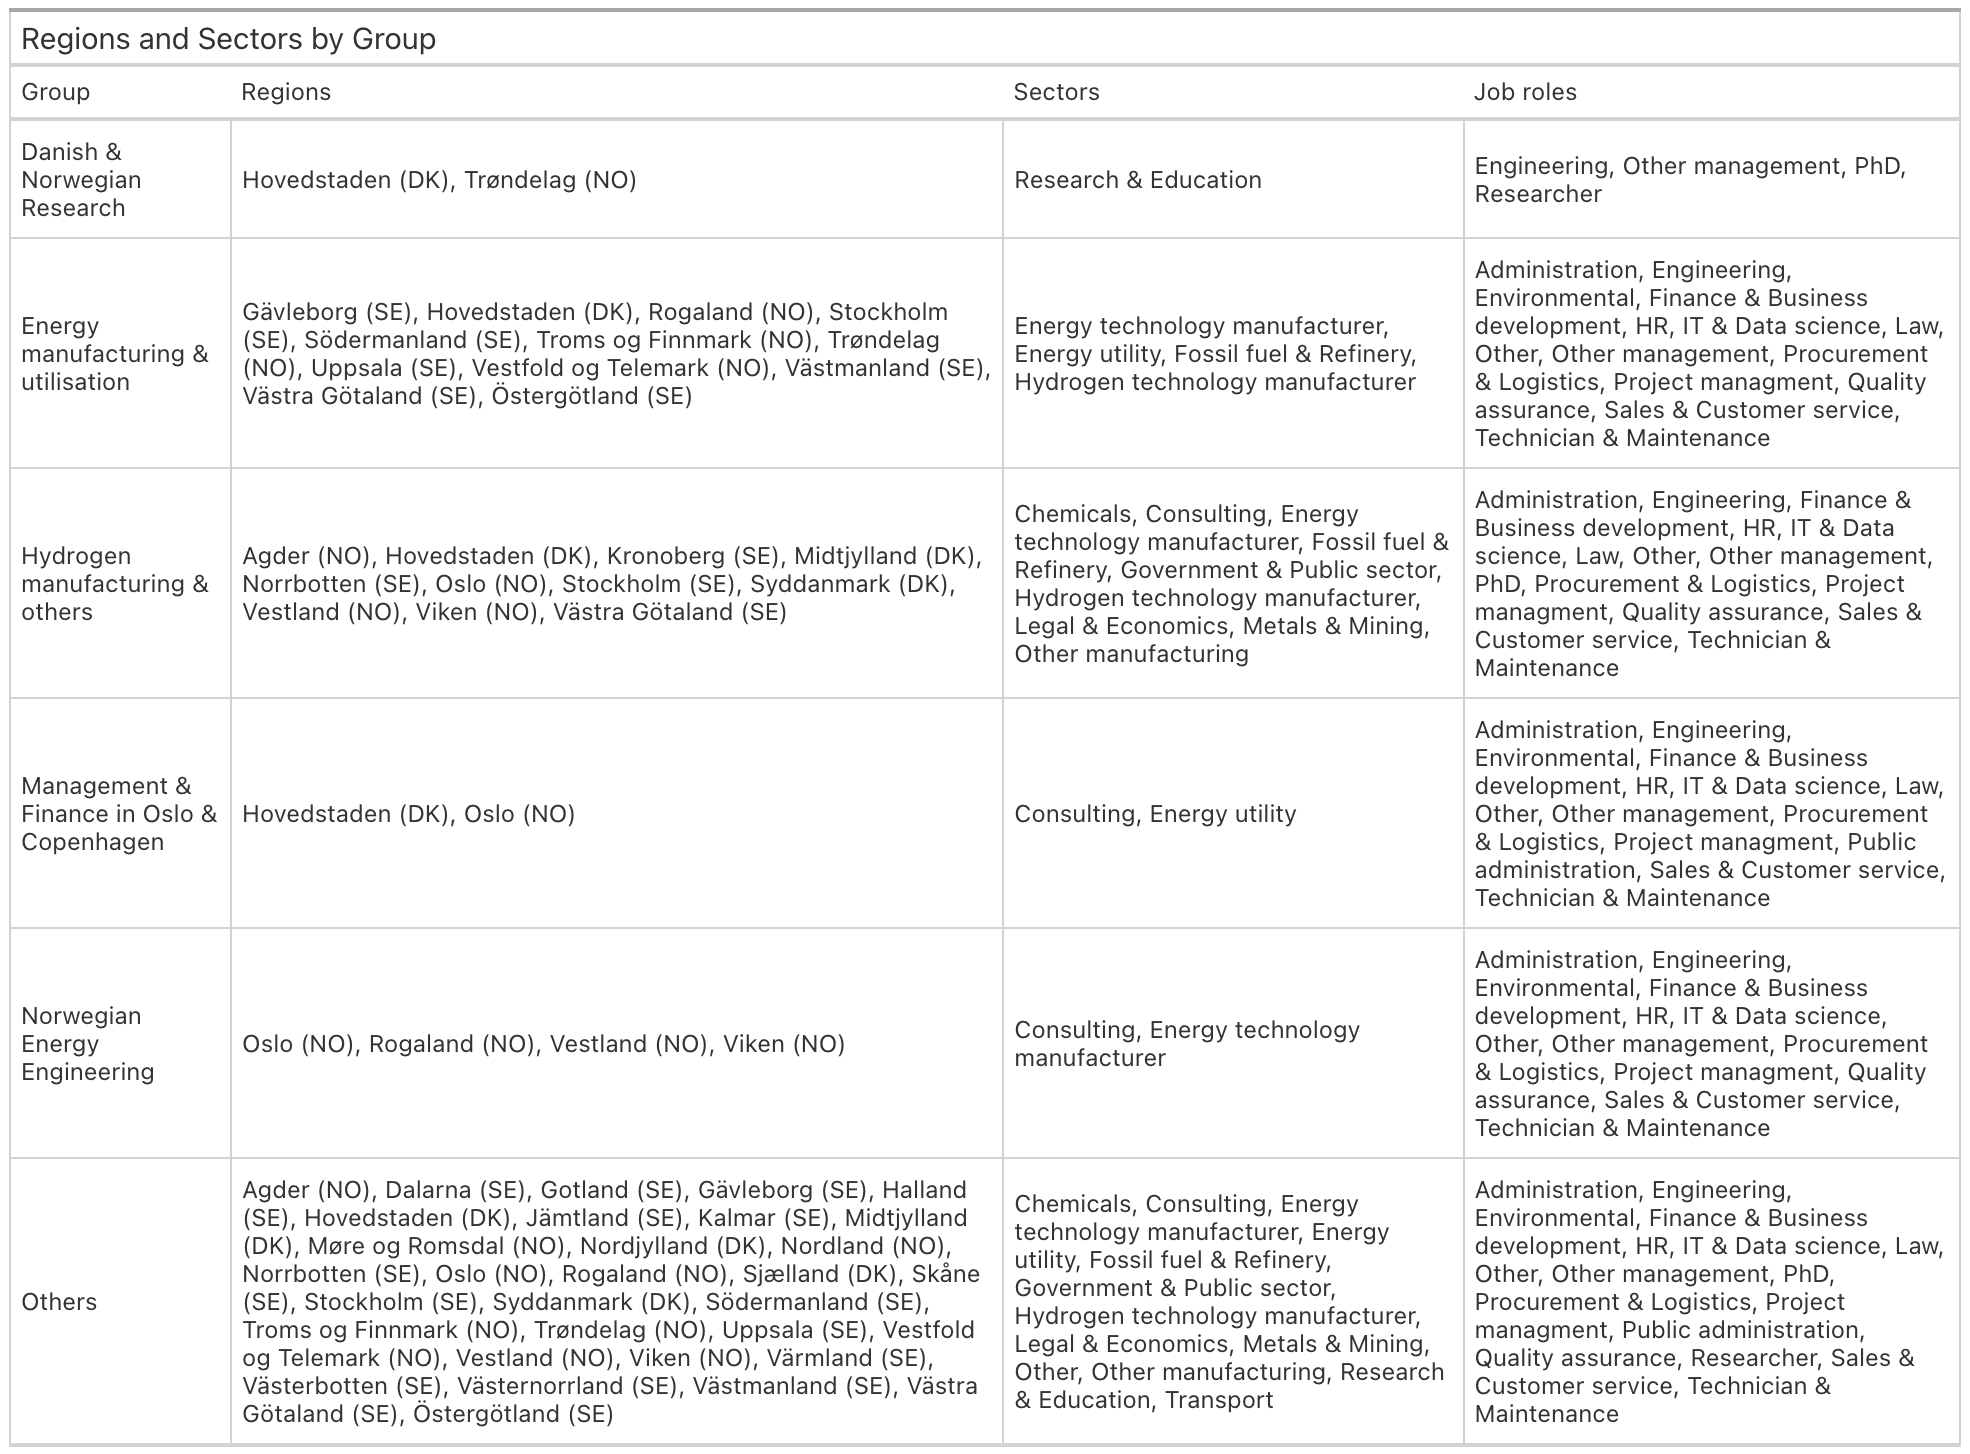 Regions and Sectors by Group
Group
Regions
Sectors
Job roles
Danish &
Norwegian
Research
Hovedstaden (DK), Trøndelag (NO)
Research & Education
Engineering, Other management, PhD,
Researcher
Energy
manufacturing &
utilisation
Gävleborg (SE), Hovedstaden (DK), Rogaland (NO), Stockholm
(SE), Södermanland (SE), Troms og Finnmark (NO), Trøndelag
(NO), Uppsala (SE), Vestfold og Telemark (NO), Västmanland (SE),
Västra Götaland (SE), Östergötland (SE)
Energy technology manufacturer,
Energy utility, Fossil fuel & Refinery,
Hydrogen technology manufacturer
Administration, Engineering,
Environmental, Finance & Business
development, HR, IT & Data science, Law,
Other, Other management, Procurement
& Logistics, Project managment, Quality
assurance, Sales & Customer service,
Technician & Maintenance
Hydrogen
manufacturing &
others
Agder (NO), Hovedstaden (DK), Kronoberg (SE), Midtjylland (DK),
Norrbotten (SE), Oslo (NO), Stockholm (SE), Syddanmark (DK),
Vestland (NO), Viken (NO), Västra Götaland (SE)
Chemicals, Consulting, Energy
technology manufacturer, Fossil fuel &
Refinery, Government & Public sector,
Hydrogen technology manufacturer,
Legal & Economics, Metals & Mining,
Other manufacturing
Administration, Engineering, Finance &
Business development, HR, IT & Data
science, Law, Other, Other management,
PhD, Procurement & Logistics, Project
managment, Quality assurance, Sales &
Customer service, Technician &
Maintenance
Management &
Finance in Oslo &
Copenhagen
Hovedstaden (DK), Oslo (NO)
Consulting, Energy utility
Administration, Engineering,
Environmental, Finance & Business
development, HR, IT & Data science, Law,
Other, Other management, Procurement
& Logistics, Project managment, Public
administration, Sales & Customer service,
Technician & Maintenance
Norwegian
Energy
Engineering
Oslo (NO), Rogaland (NO), Vestland (NO), Viken (NO)
Consulting, Energy technology
manufacturer
Administration, Engineering,
Environmental, Finance & Business
development, HR, IT & Data science,
Other, Other management, Procurement
& Logistics, Project managment, Quality
assurance, Sales & Customer service,
Technician & Maintenance
Others
Agder (NO), Dalarna (SE), Gotland (SE), Gävleborg (SE), Halland
(SE), Hovedstaden (DK), Jämtland (SE), Kalmar (SE), Midtjylland
(DK), Møre og Romsdal (NO), Nordjylland (DK), Nordland (NO),
Norrbotten (SE), Oslo (NO), Rogaland (NO), Sjælland (DK), Skåne
(SE), Stockholm (SE), Syddanmark (DK), Södermanland (SE),
Troms og Finnmark (NO), Trøndelag (NO), Uppsala (SE), Vestfold
og Telemark (NO), Vestland (NO), Viken (NO), Värmland (SE),
Västerbotten (SE), Västernorrland (SE), Västmanland (SE), Västra
Götaland (SE), Östergötland (SE)
Chemicals, Consulting, Energy
technology manufacturer, Energy
utility, Fossil fuel & Refinery,
Government & Public sector,
Hydrogen technology manufacturer,
Legal & Economics, Metals & Mining,
Other, Other manufacturing, Research
& Education, Transport
Administration, Engineering,
Environmental, Finance & Business
development, HR, IT & Data science, Law,
Other, Other management, PhD,
Procurement & Logistics, Project
managment, Public administration,
Quality assurance, Researcher, Sales &
Customer service, Technician &
Maintenance